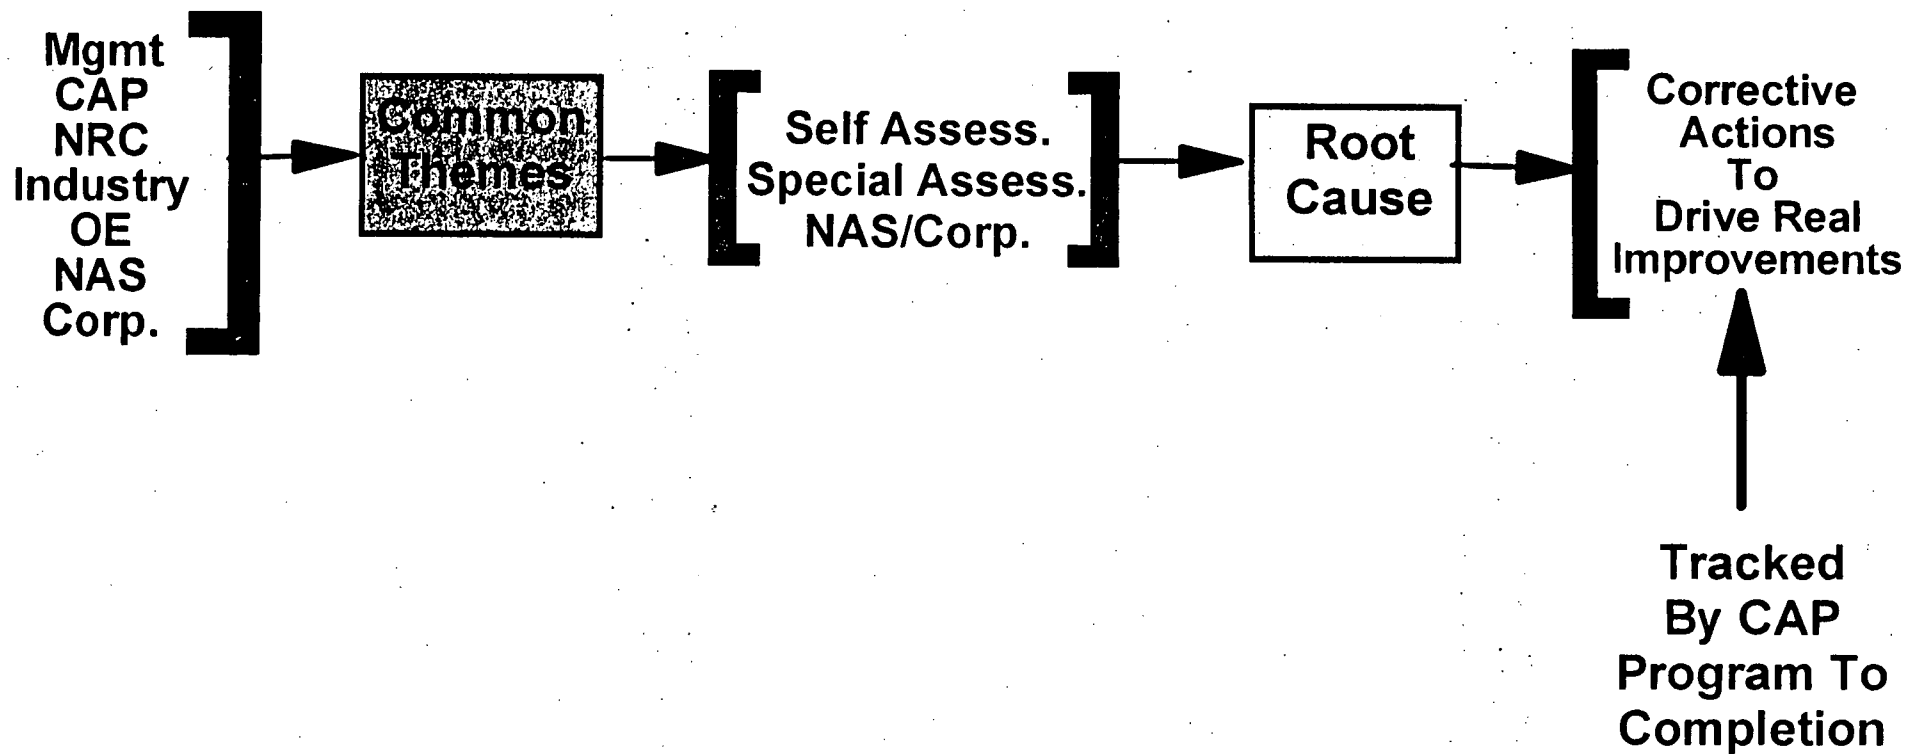 Mgmt
CAP
NRC
Industry
OE
NAS
Corp.
Common
Themes
Self Assess.
Special Assess.
NAS/Corp.
Root
Cause
Corrective
Actions
To
Drive Real
Improvements
Tracked
By CAP
Program To
Completion